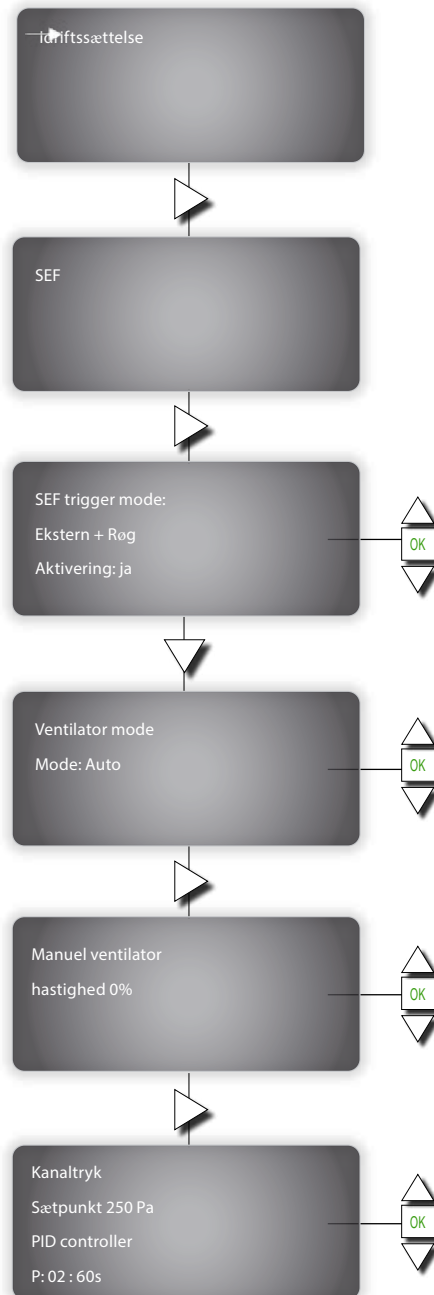 Idriftssættelse
SEF
SEF trigger mode:
Ekstern + Røg
Aktivering: ja
OK
Ventilator mode
Mode: Auto
OK
Manuel ventilator
hastighed 0%
OK
Kanaltryk
Sætpunkt 250 Pa
PID controller
P: 02 : 60s
OK